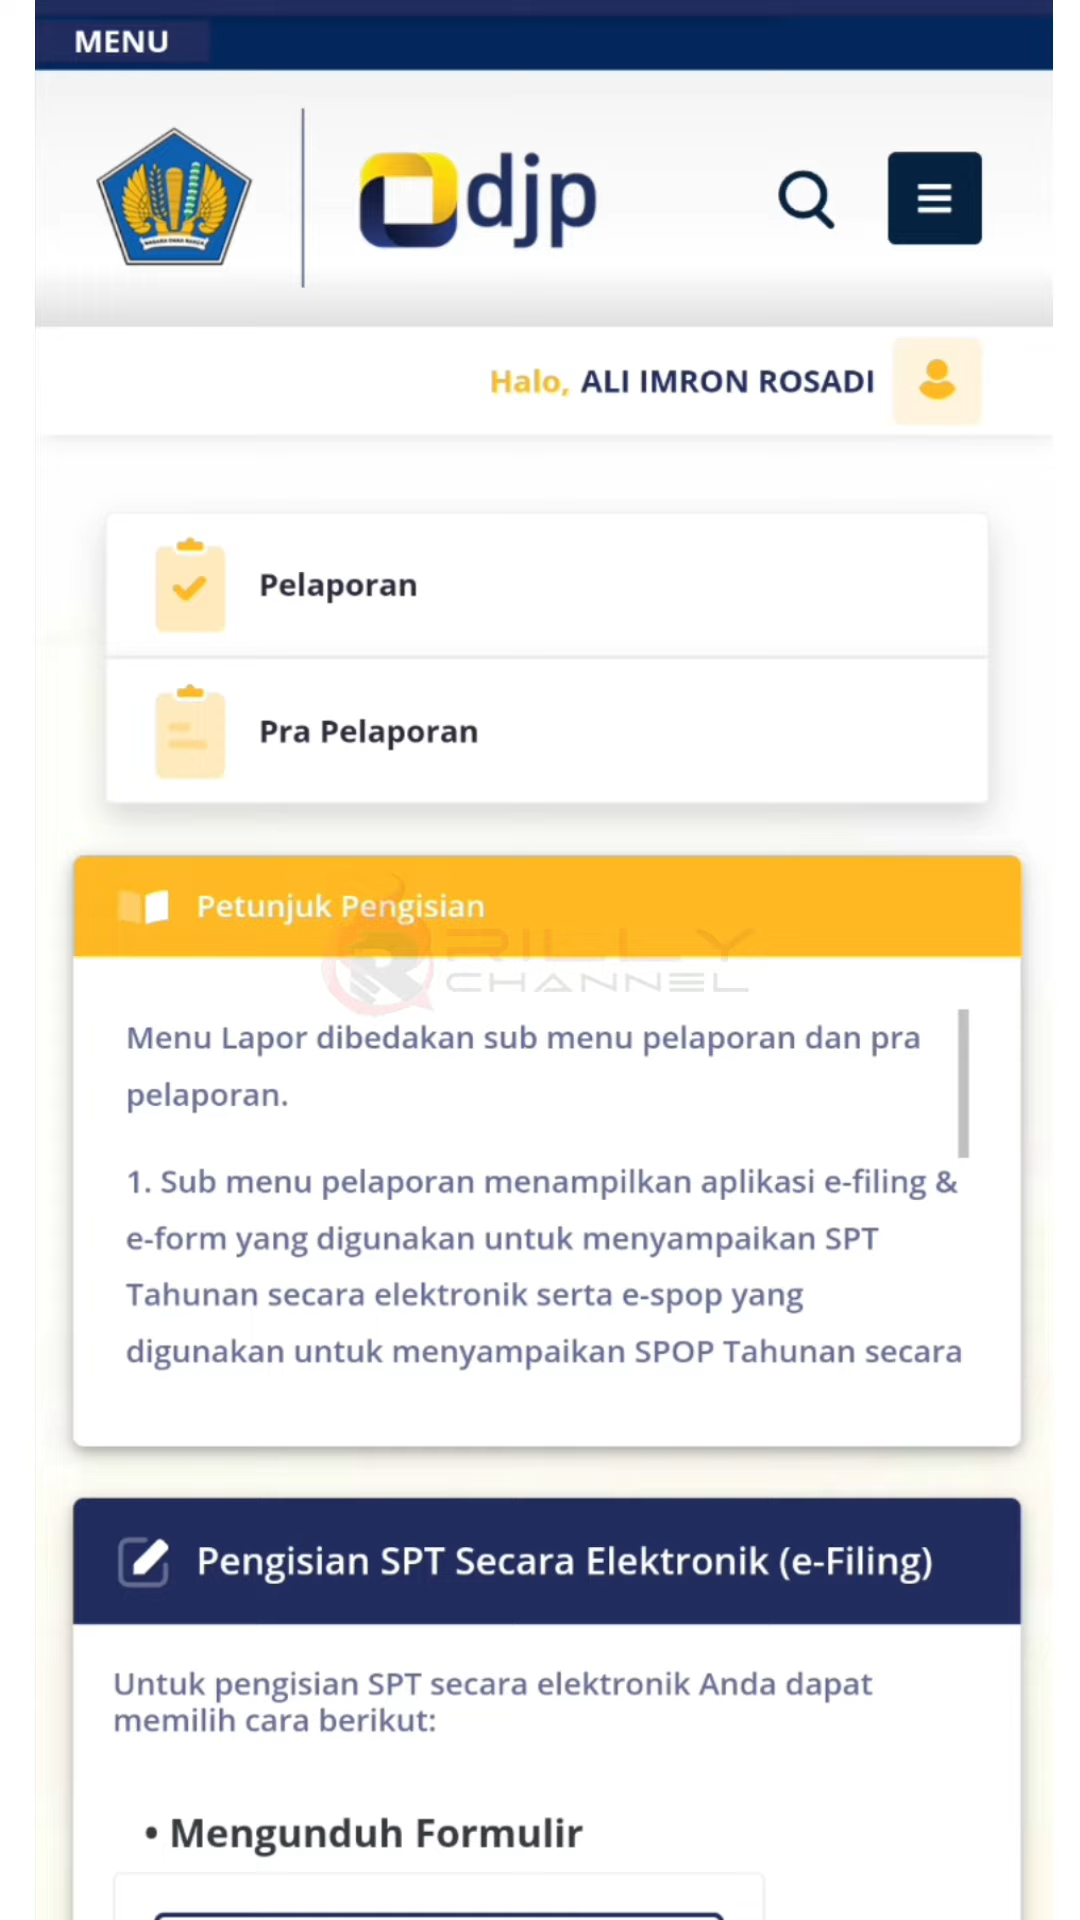 MENU
djp
Halo, ALI IMRON ROSADI
Pelaporan
Pra Pelaporan
Petunjuk Pengisian
RILLY
CHANNEL
Menu Lapor dibedakan sub menu pelaporan dan pra
pelaporan.
1. Sub menu pelaporan menampilkan aplikasi e-filing &
e-form yang digunakan untuk menyampaikan SPT
Tahunan secara elektronik serta e-spop yang
digunakan untuk menyampaikan SPOP Tahunan secara
Pengisian SPT Secara Elektronik (e-Filing)
Untuk pengisian SPT secara elektronik Anda dapat
memilih cara berikut:
• Mengunduh Formulir